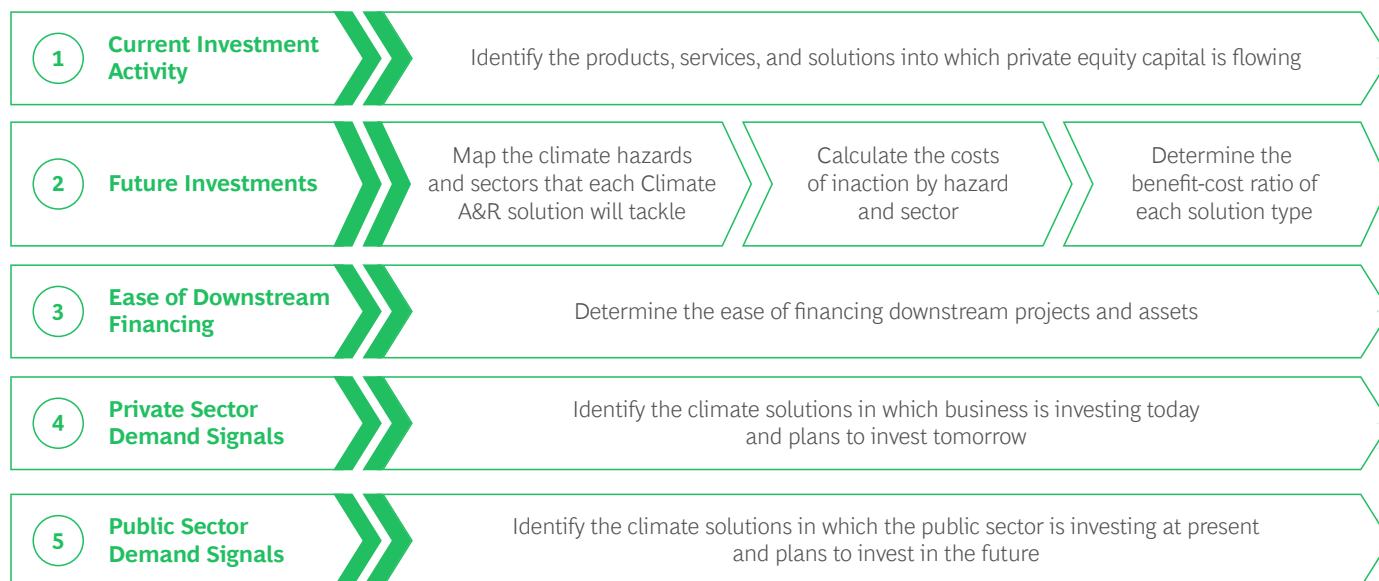 1
Current Investment
Activity
Identify the products, services, and solutions into which private equity capital is flowing
2
Future Investments
Map the climate hazards
and sectors that each Climate
A&R solution will tackle
Calculate the costs
of inaction by hazard
and sector
Determine the
benefit-cost ratio of
each solution type
3
Ease of Downstream
Financing
Determine the ease of financing downstream projects and assets
4
Private Sector
Demand Signals
Identify the climate solutions in which business is investing today
and plans to invest tomorrow
5
Public Sector
Demand Signals
Identify the climate solutions in which the public sector is investing at present
and plans to invest in the future